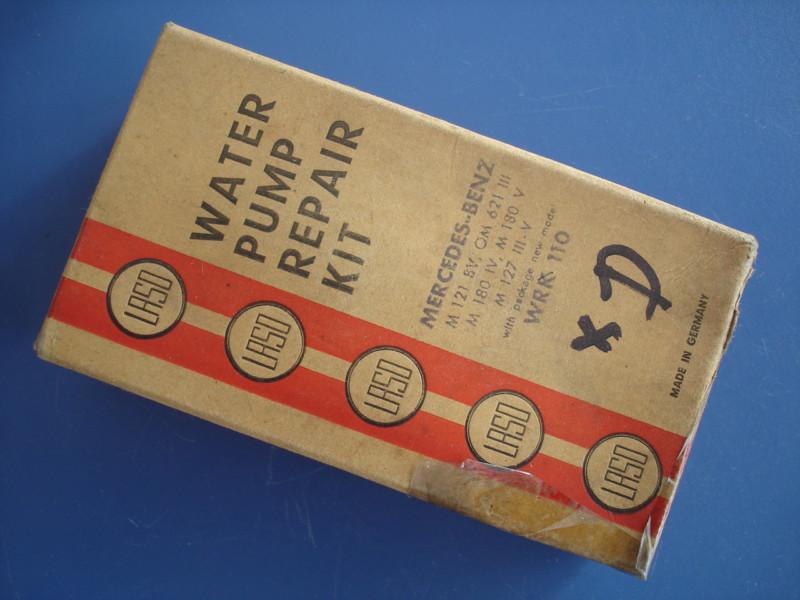 WATER
PUMP
REPAIR
KIT
MERCEDES-BENZ
M 121 BV, OM 621 III
M 180 IV, M 180 V
M 127 III-V
with package new model
WRK 110
x D
MADE IN GERMANY
LASO
LASO
LASO
LASO
LASO